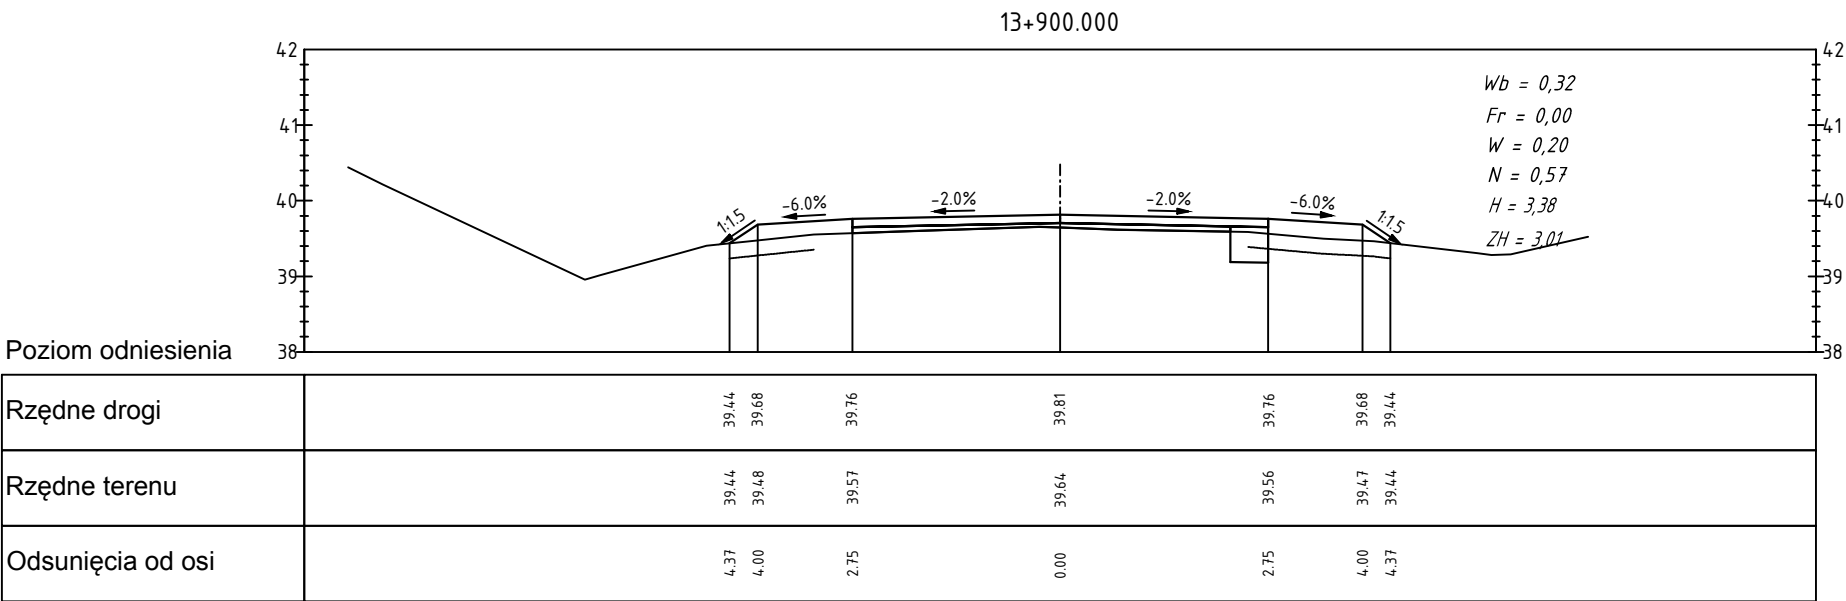 13+900.000
42 42
Wb = 0,32
Fr = 0,00
41 41
W = 0,20
N = 0,57
40 -6.0% -2.0% -2.0% -6.0% 40
H = 3,38
1:1.5 1:1.5
ZH = 3,01
39 39
Poziom odniesienia 38 38
Rzędne drogi 39.44 39.68 39.76 39.81 39.76 39.68 39.44
Rzędne terenu 39.44 39.48 39.57 39.64 39.56 39.47 39.44
Odsunięcia od osi 4.37 4.00 2.75 0.00 2.75 4.00 4.37